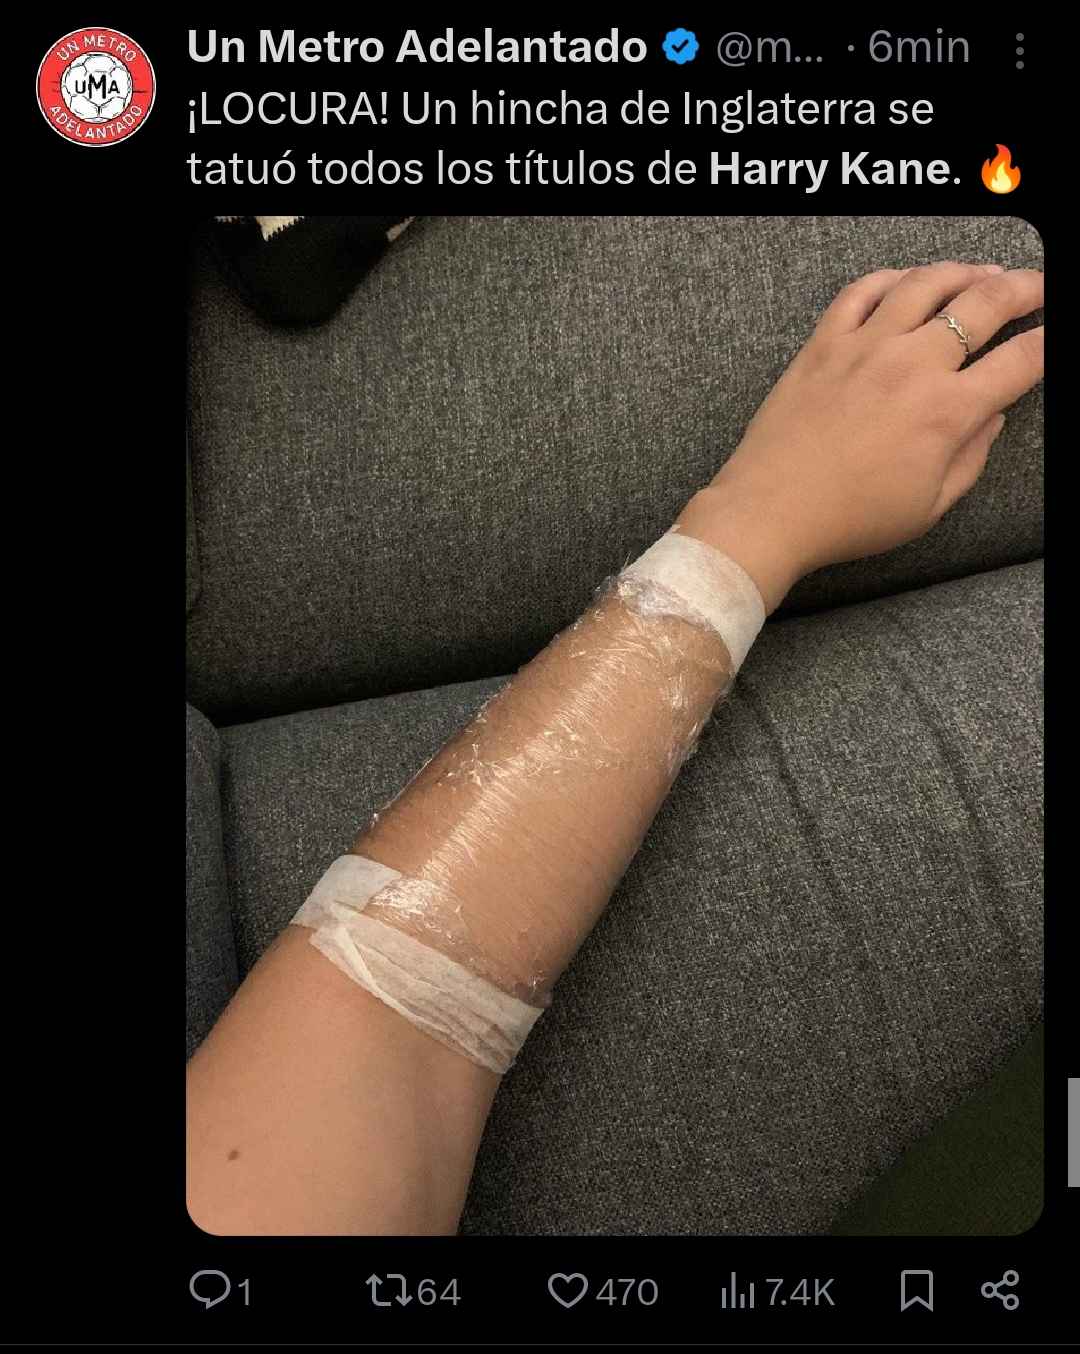 UN METRO
UMA
ADELANTADO
Un Metro Adelantado @m... · 6min
¡LOCURA! Un hincha de Inglaterra se
tatuó todos los títulos de Harry Kane. 🔥
1 64 470 7.4K